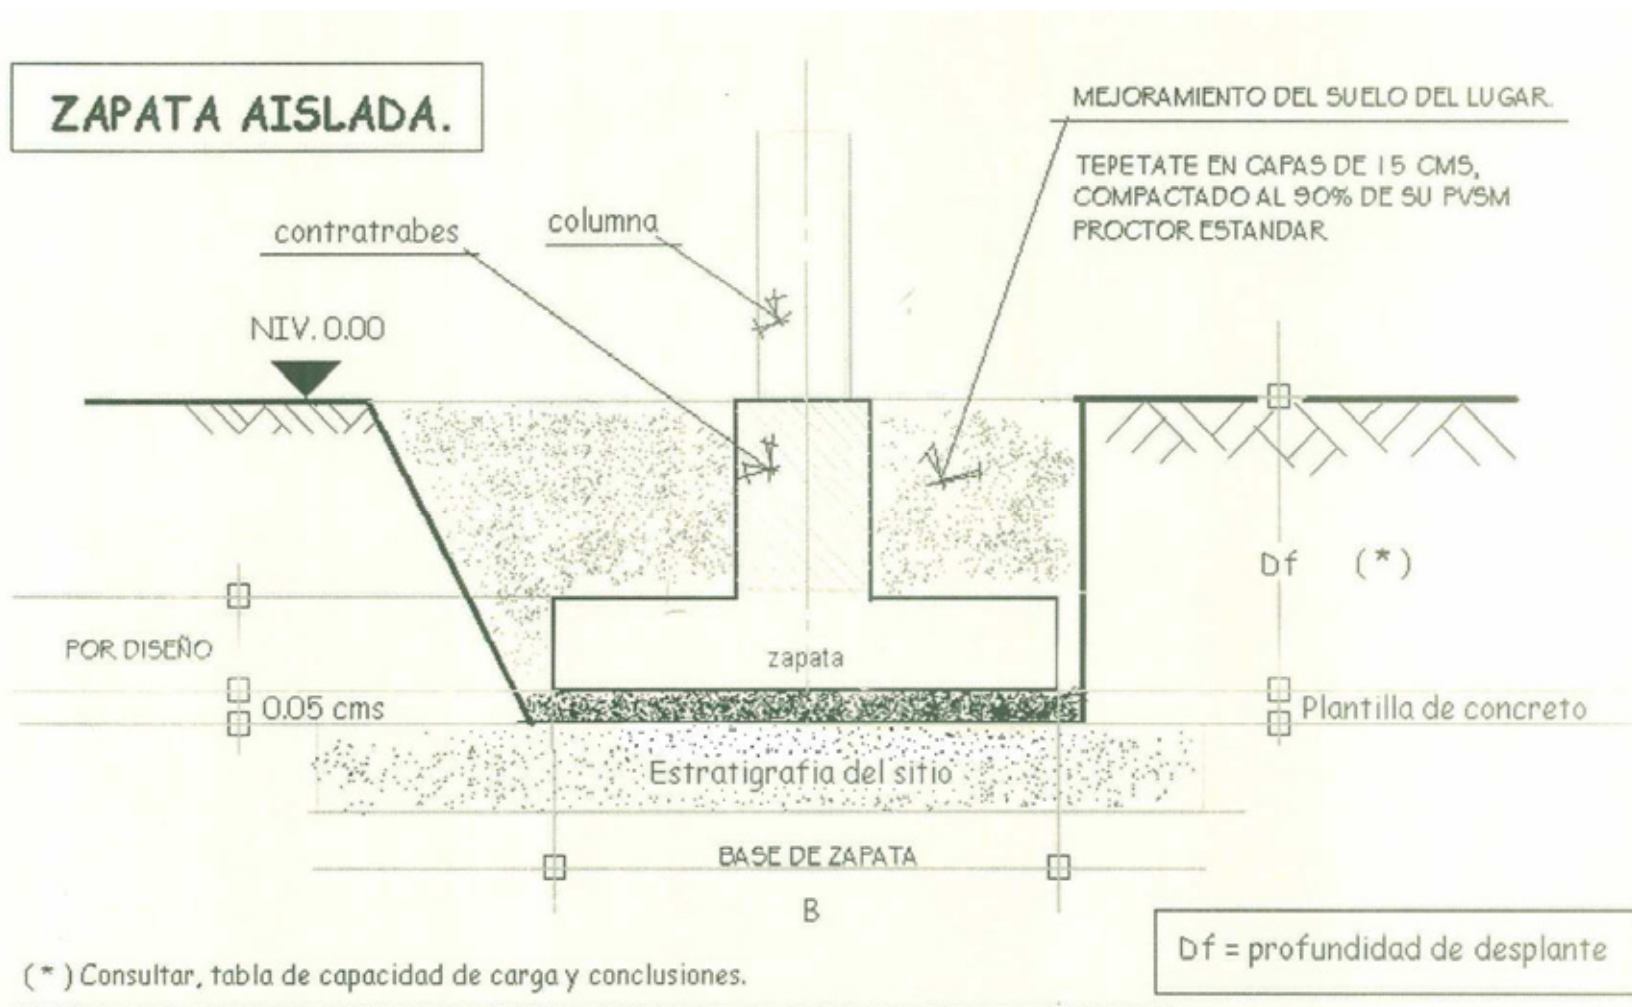 ZAPATA AISLADA.
MEJORAMIENTO DEL SUELO DEL LUGAR.
TEPETATE EN CAPAS DE 15 CMS,
COMPACTADO AL 90% DE SU PVSM
PROCTOR ESTANDAR
contratrabes
columna
NIV. 0.00
Df (*)
POR DISEÑO
zapata
0.05 cms
Plantilla de concreto
Estratigrafia del sitio
BASE DE ZAPATA
B
Df = profundidad de desplante
(*) Consultar, tabla de capacidad de carga y conclusiones.